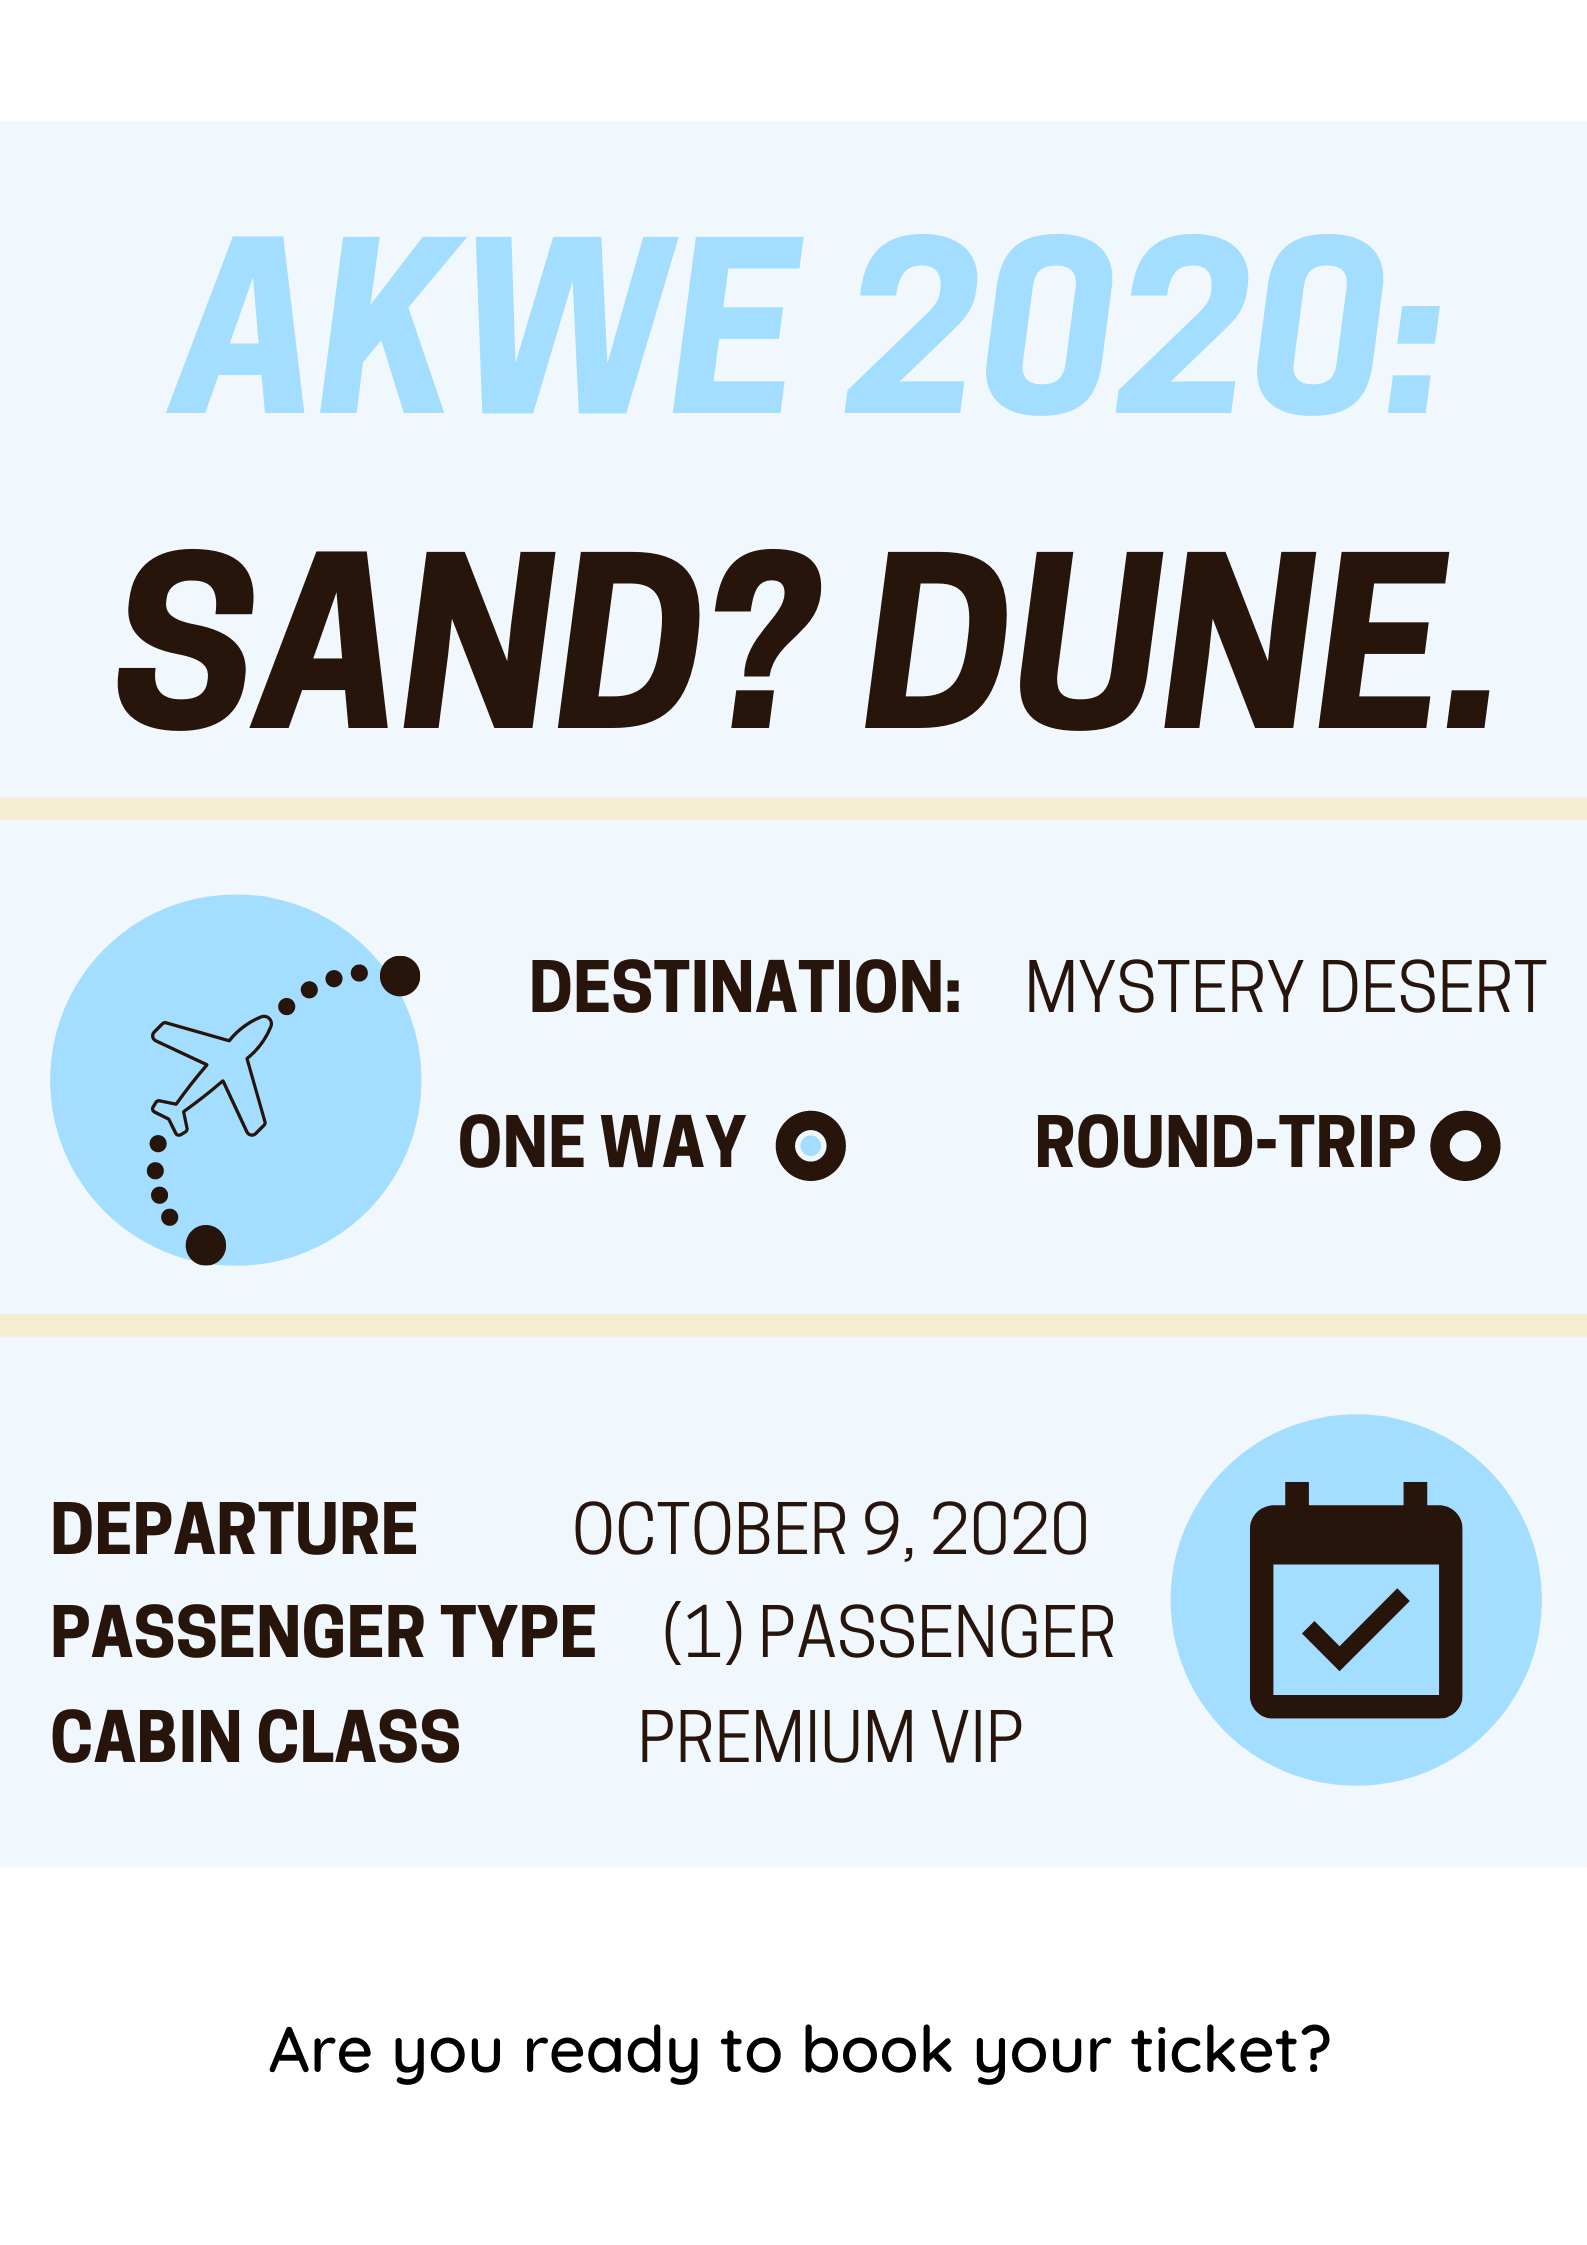 AKWE 2020:
SAND? DUNE.
DESTINATION: MYSTERY DESERT
ONE WAY ROUND-TRIP
DEPARTURE OCTOBER 9, 2020
PASSENGER TYPE (1) PASSENGER
CABIN CLASS PREMIUM VIP
Are you ready to book your ticket?